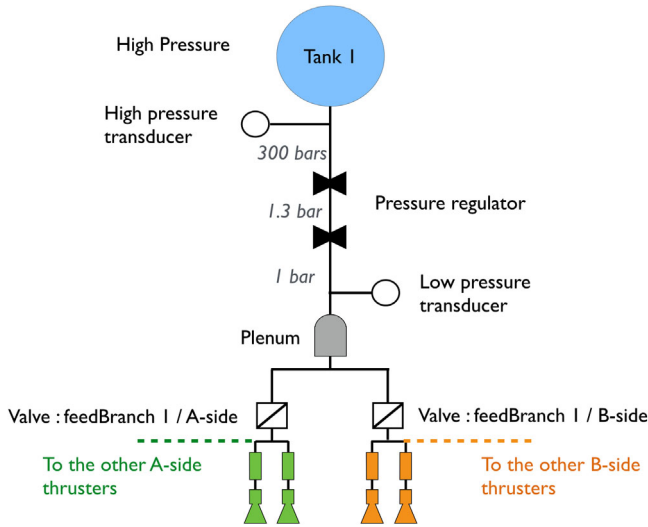 High Pressure
Tank 1
High pressure
transducer
300 bars
1.3 bar
Pressure regulator
1 bar
Low pressure
transducer
Plenum
Valve : feedBranch 1 / A-side
Valve : feedBranch 1 / B-side
To the other A-side
thrusters
To the other B-side
thrusters